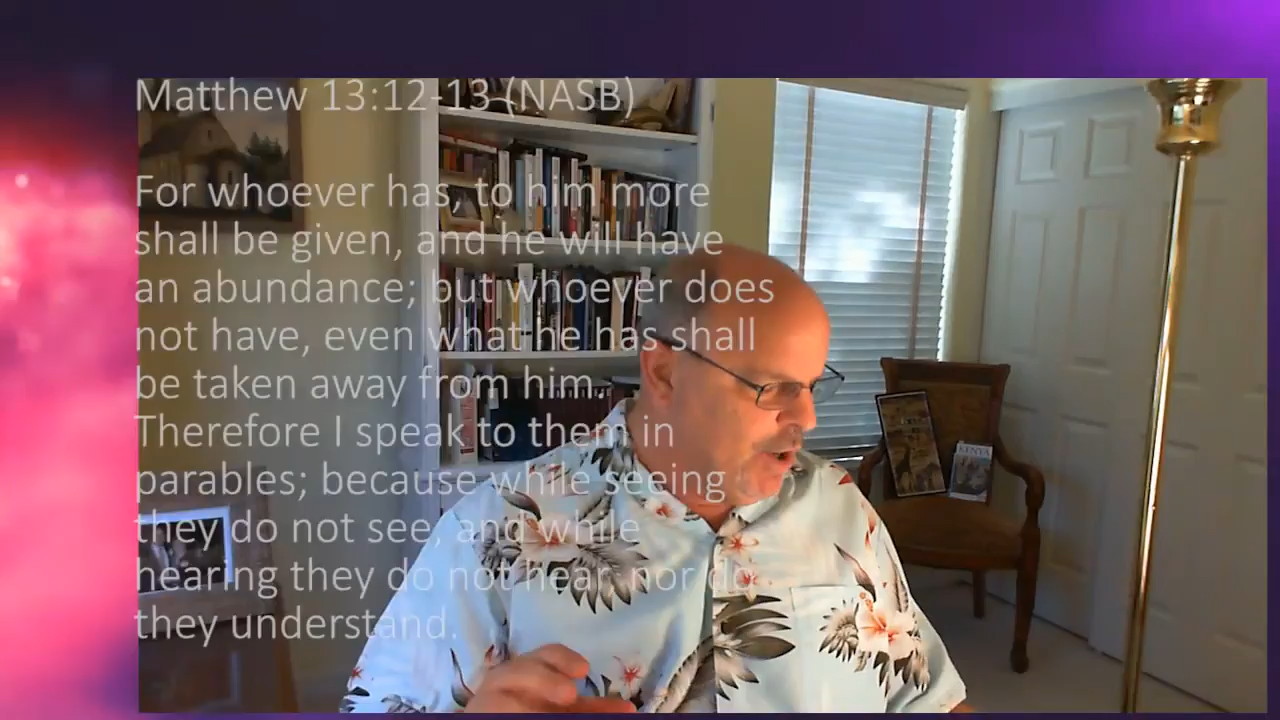 Matthew 13:12-13 (NASB)
For whoever has, to him more
shall be given, and he will have
an abundance; but whoever does
not have, even what he has shall
be taken away from him.
Therefore I speak to them in
parables; because while seeing
they do not see, and while
hearing they do not hear, nor do
they understand.
KENYA